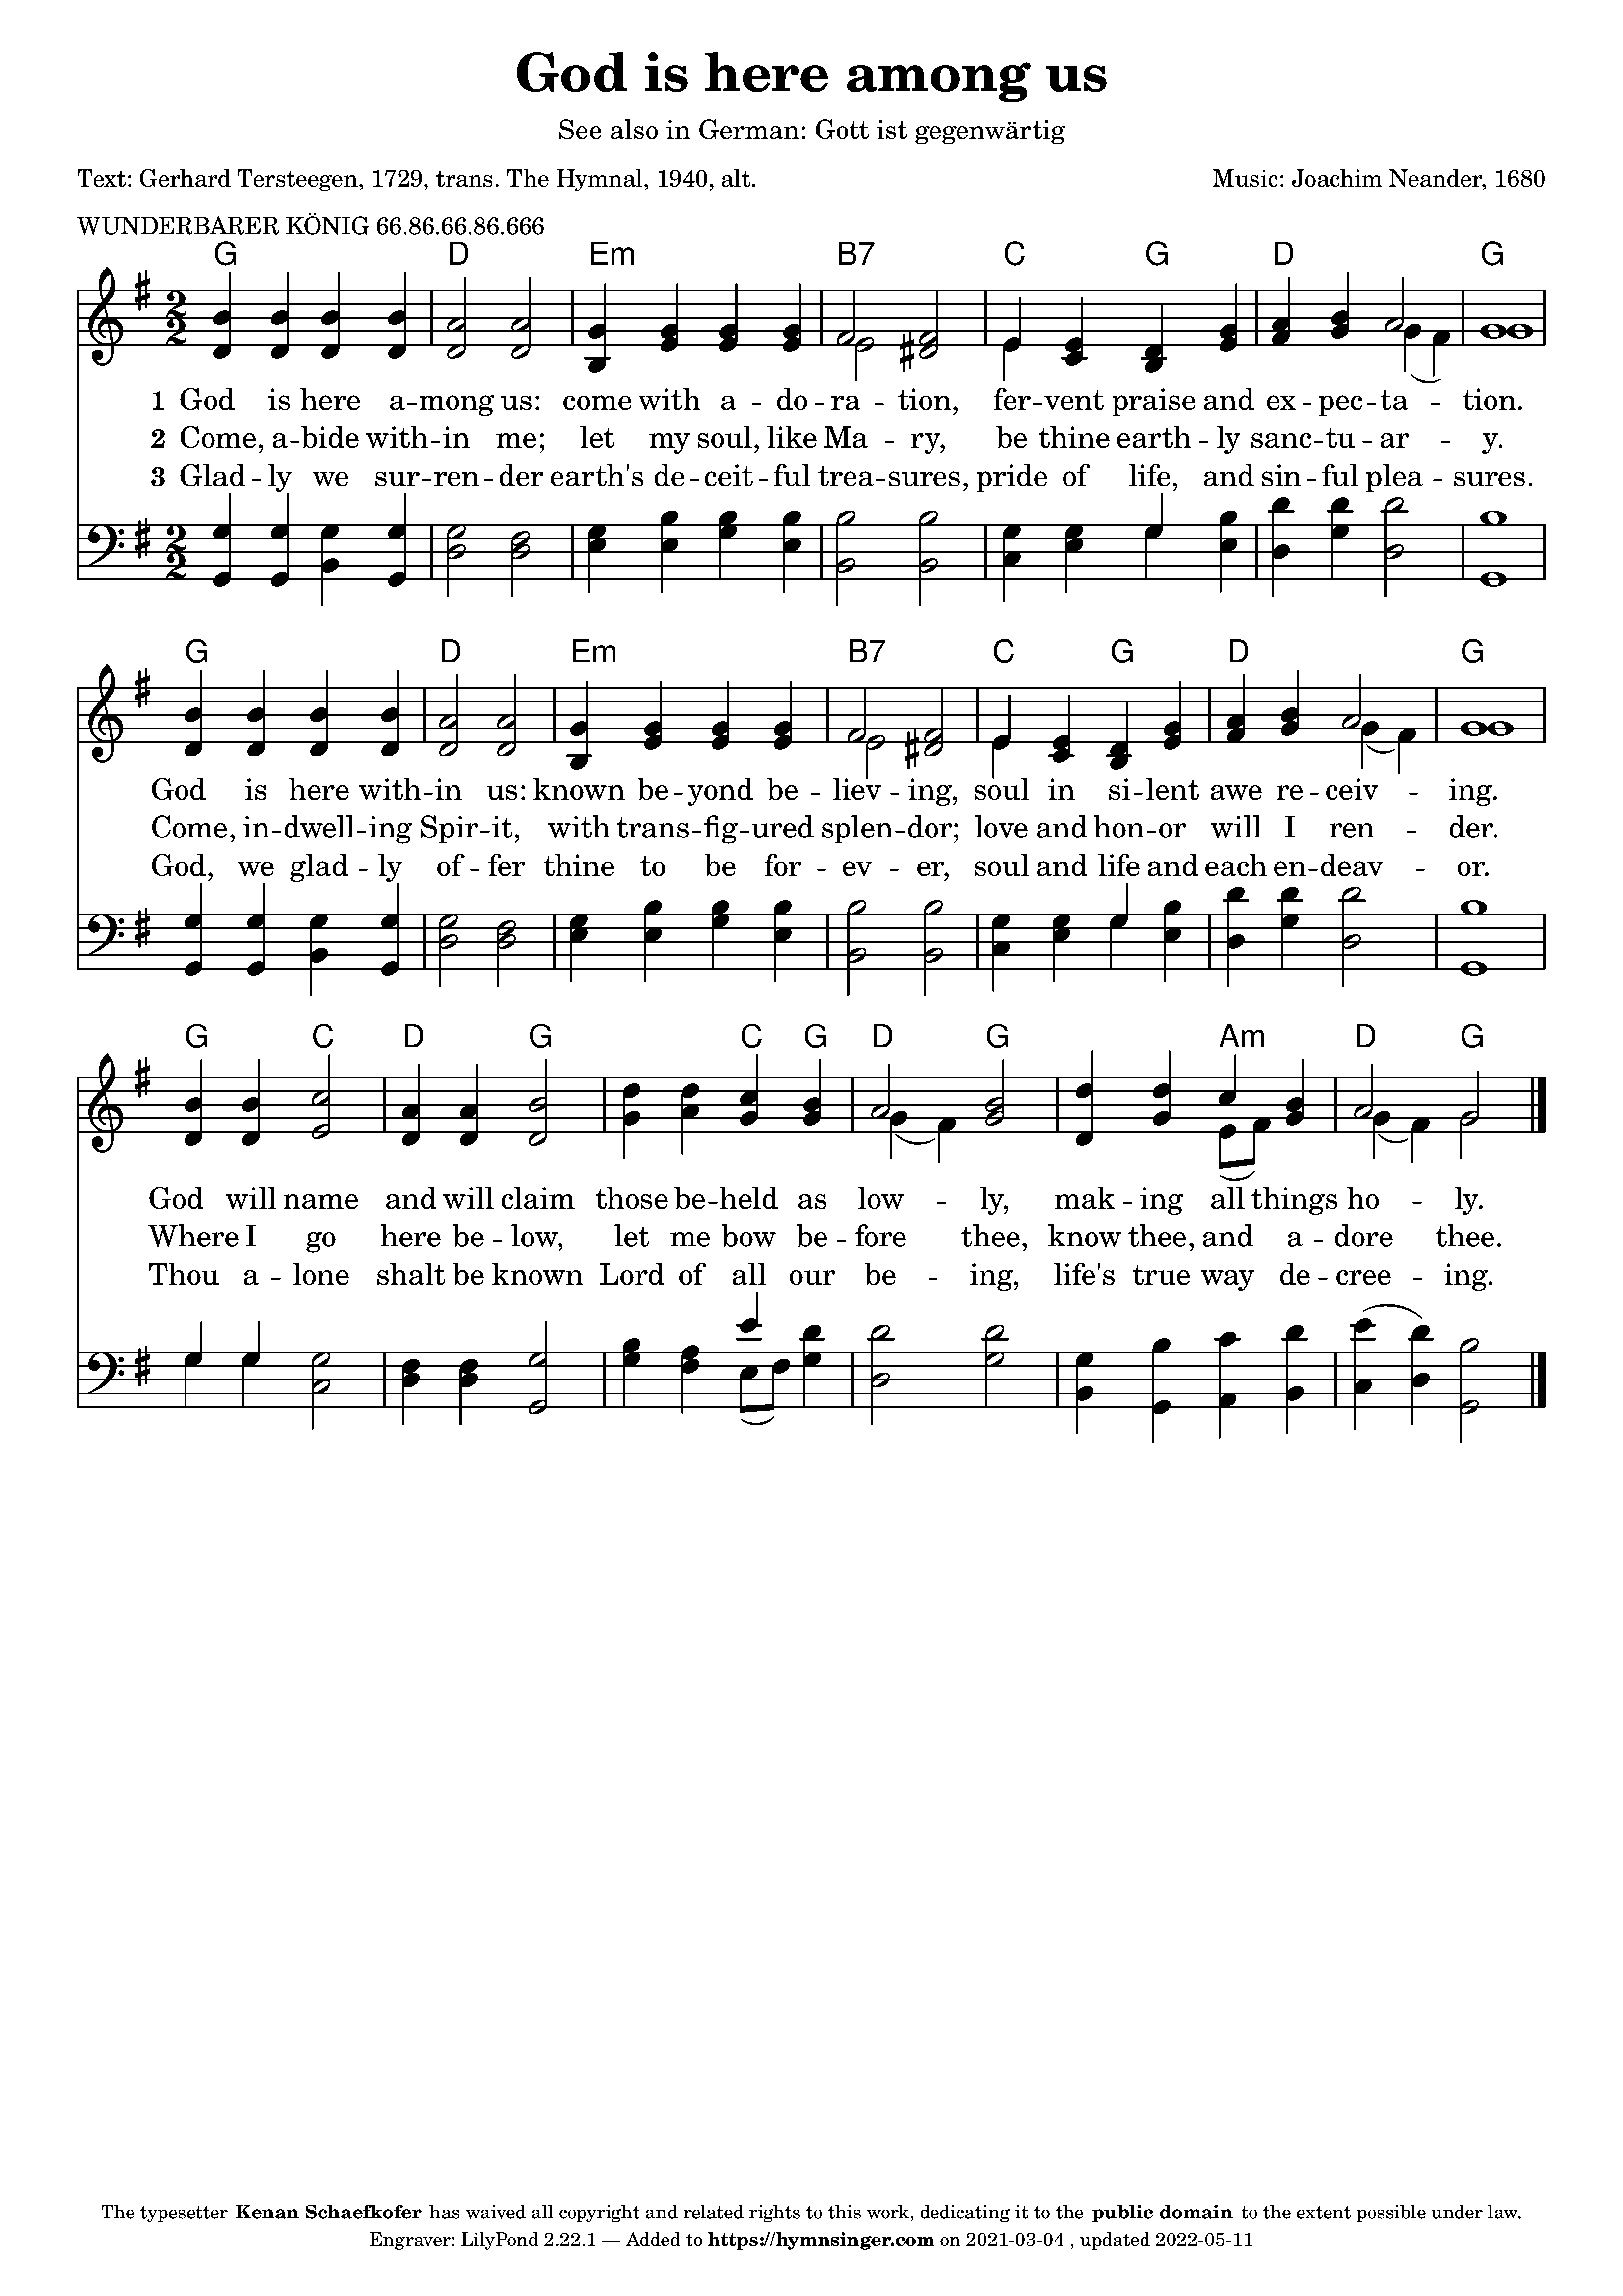 God is here among us
See also in German: Gott ist gegenwärtig
Text: Gerhard Tersteegen, 1729, trans. The Hymnal, 1940, alt.
Music: Joachim Neander, 1680
WUNDERBARER KÖNIG 66.86.66.86.666
G D Em B7 C G D G
1 God is here a -- mong us: come with a -- do -- ra -- tion, fer -- vent praise and ex -- pec -- ta -- tion.
2 Come, a -- bide with -- in me; let my soul, like Ma -- ry, be thine earth -- ly sanc -- tu -- ar -- y.
3 Glad -- ly we sur -- ren -- der earth's de -- ceit -- ful trea -- sures, pride of life, and sin -- ful plea -- sures.
G D Em B7 C G D G
God is here with -- in us: known be -- yond be -- liev -- ing, soul in si -- lent awe re -- ceiv -- ing.
Come, in -- dwell -- ing Spir -- it, with trans -- fig -- ured splen -- dor; love and hon -- or will I ren -- der.
God, we glad -- ly of -- fer thine to be for -- ev -- er, soul and life and each en -- deav -- or.
G C D G C G D G Am D G
God will name and will claim those be -- held as low -- ly, mak -- ing all things ho -- ly.
Where I go here be -- low, let me bow be -- fore thee, know thee, and a -- dore thee.
Thou a -- lone shalt be known Lord of all our be -- ing, life's true way de -- cree -- ing.
The typesetter Kenan Schaefkofer has waived all copyright and related rights to this work, dedicating it to the public domain to the extent possible under law.
Engraver: LilyPond 2.22.1 — Added to https://hymnsinger.com on 2021-03-04 , updated 2022-05-11